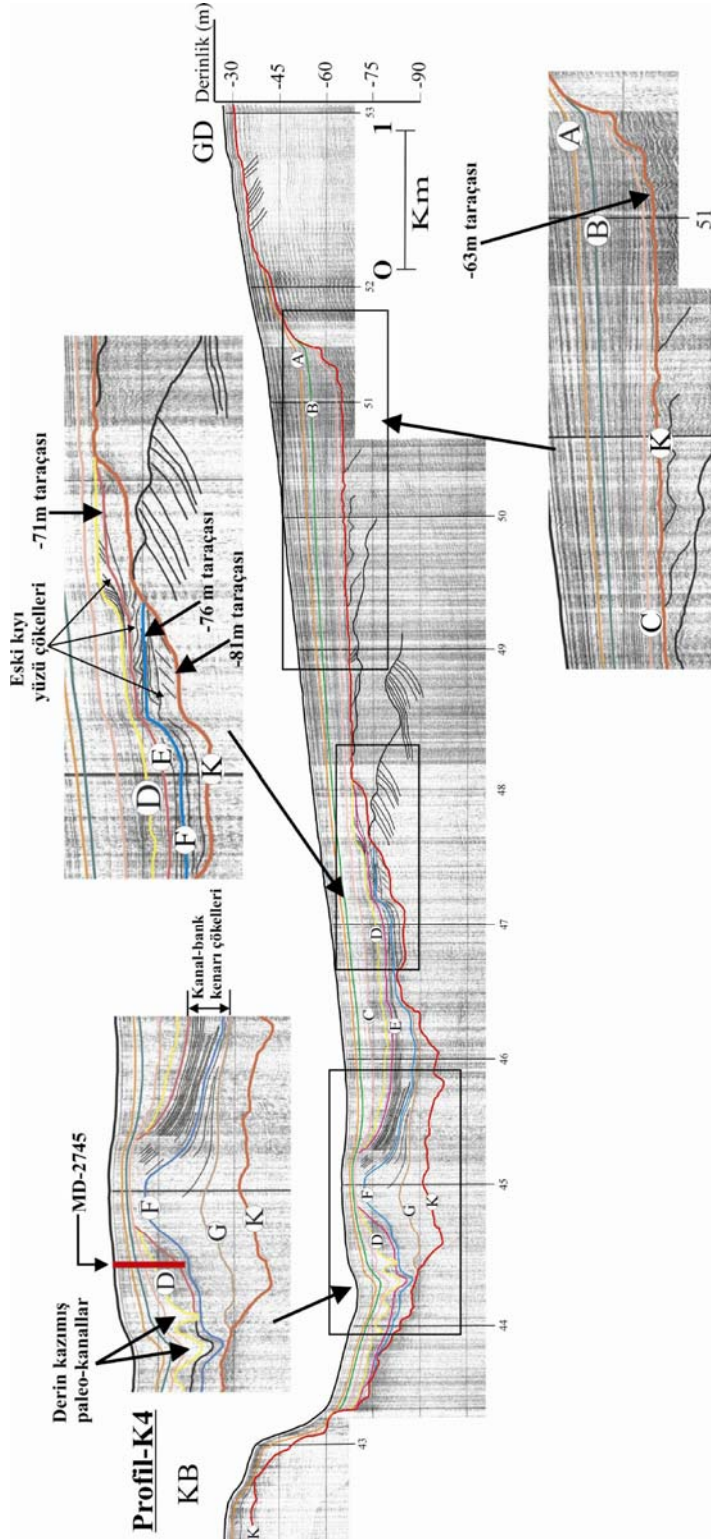 Profil-K4
KB
Derin kazımış
paleo-kanallar
MD-2745
D
F
G
K
Kanal-bank
kenarı çökelleri
Eski kıyı
yüzü çökelleri
-71m taraçası
-76 m taraçası
-81m taraçası
D
E
F
K
GD
Derinlik (m)
-30
-45
-60
-75
-90
K
D
F
G
K
C
E
D
B
A
43
44
45
46
47
48
49
50
51
52
53
O
1
Km
-63m taraçası
A
B
C
K
51